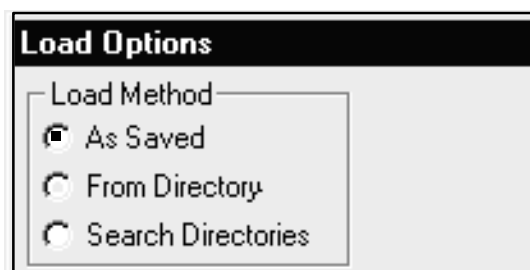 Load Options
Load Method
As Saved
From Directory
Search Directories